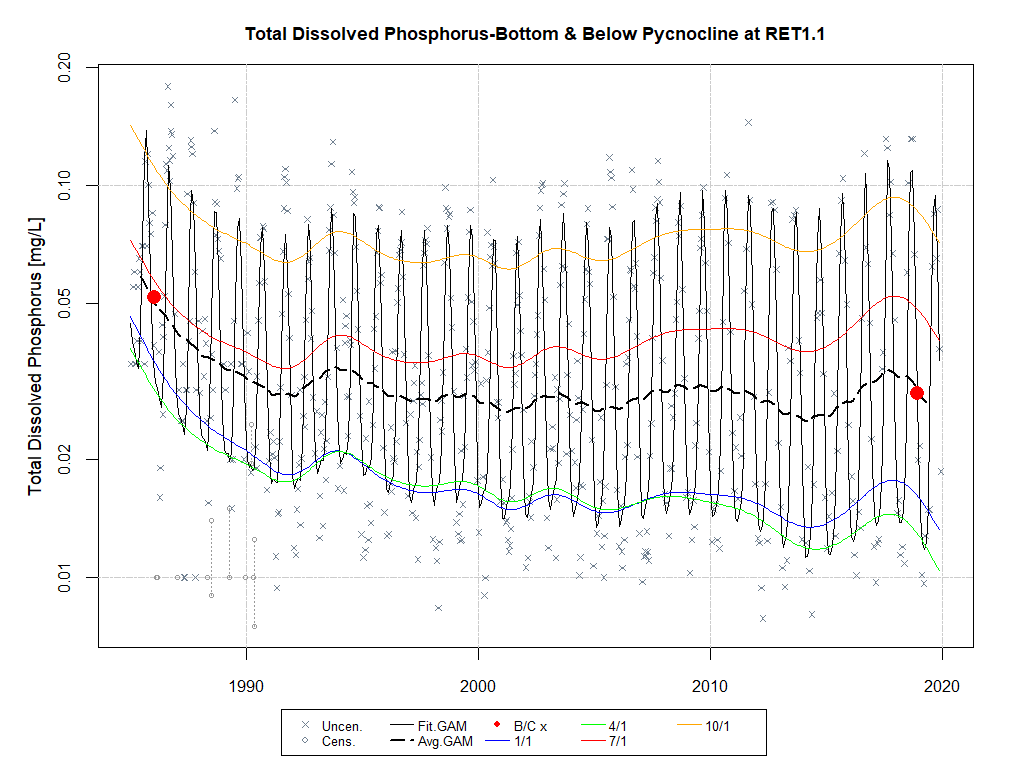 Total Dissolved Phosphorus-Bottom & Below Pycnocline at RET1.1
Total Dissolved Phosphorus [mg/L]
0.20
0.10
0.05
0.02
0.01
1990 2000 2010 2020
Uncen. Fit.GAM B/C x 4/1 10/1
Cens. Avg.GAM 1/1 7/1